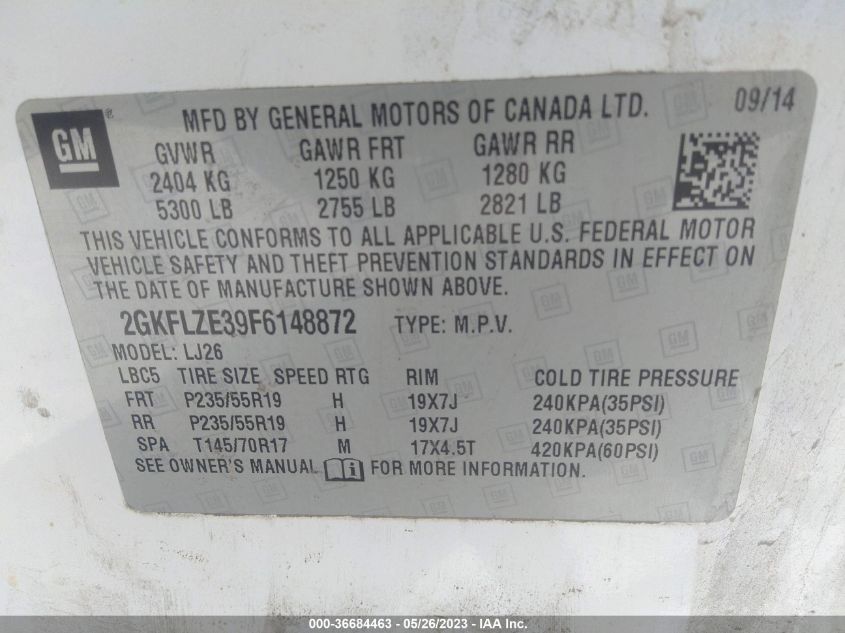 GM ® MFD BY GENERAL MOTORS OF CANADA LTD. 09/14
GVWR GAWR FRT GAWR RR
2404 KG 1250 KG 1280 KG
5300 LB 2755 LB 2821 LB
THIS VEHICLE CONFORMS TO ALL APPLICABLE U.S. FEDERAL MOTOR
VEHICLE SAFETY AND THEFT PREVENTION STANDARDS IN EFFECT ON
THE DATE OF MANUFACTURE SHOWN ABOVE.
2GKFLZE39F6148872 TYPE: M.P.V.
MODEL: LJ26
LBC5 TIRE SIZE SPEED RTG RIM COLD TIRE PRESSURE
FRT P235/55R19 H 19X7J 240KPA(35PSI)
RR P235/55R19 H 19X7J 240KPA(35PSI)
SPA T145/70R17 M 17X4.5T 420KPA(60PSI)
SEE OWNER'S MANUAL FOR MORE INFORMATION.
000-36684463 - 05/26/2023 - IAA Inc.